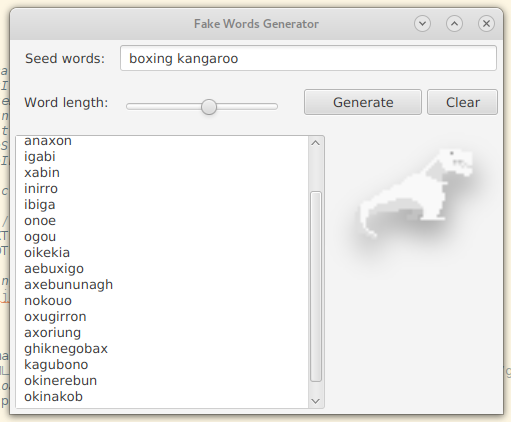 Fake Words Generator
Seed words: boxing kangaroo
Word length: Generate Clear
anaxon
igabi
xabin
inirro
ibiga
onoe
ogou
oikekia
aebuxigo
axebununagh
nokouo
oxugirron
axoriung
ghiknegobax
kagubono
okinerebun
okinakob